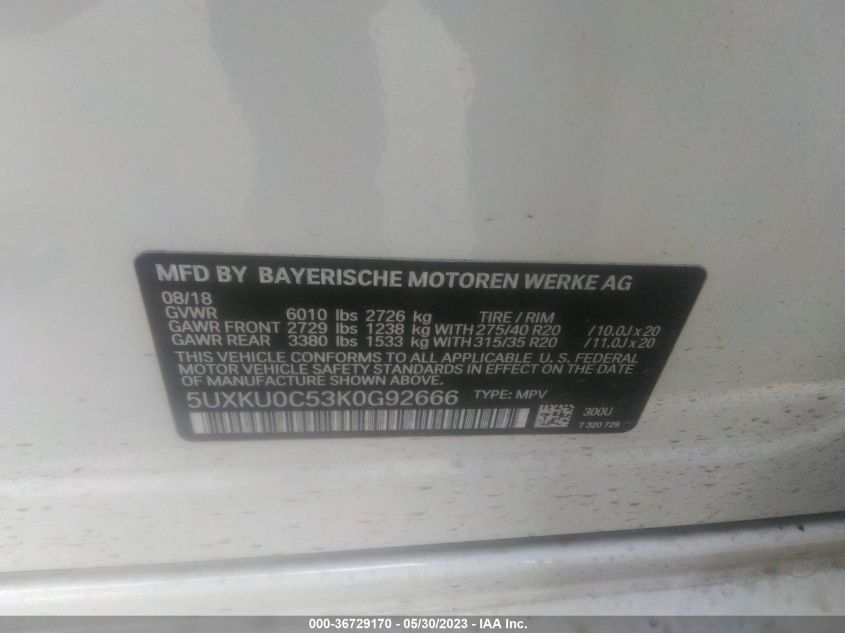 MFD BY BAYERISCHE MOTOREN WERKE AG
08/18
GVWR 6010 lbs 2726 kg TIRE / RIM
GAWR FRONT 2729 lbs 1238 kg WITH 275/40 R20 / 10.0J x 20
GAWR REAR 3380 lbs 1533 kg WITH 315/35 R20 / 11.0J x 20
THIS VEHICLE CONFORMS TO ALL APPLICABLE U.S. FEDERAL
MOTOR VEHICLE SAFETY STANDARDS IN EFFECT ON THE DATE
OF MANUFACTURE SHOWN ABOVE.
5UXKU0C53K0G92666 TYPE: MPV
300U
7 320 729
000-36729170 — 05/30/2023 — IAAI.com